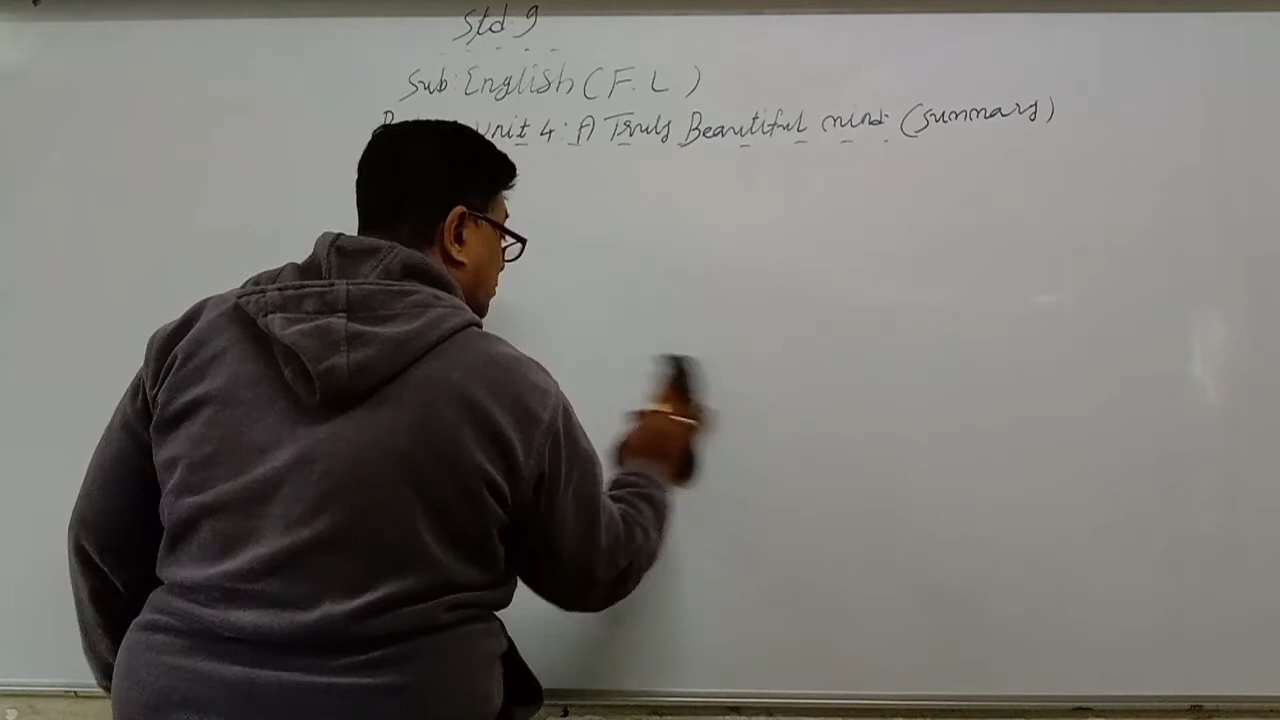 Std 9
Sub: English (F. L.)
Unit 4: A Truly Beautiful mind (summary)